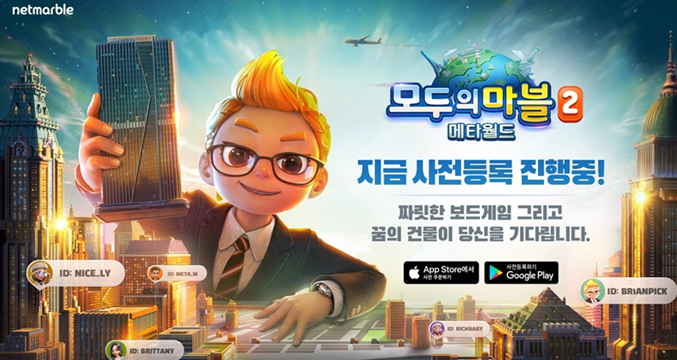 netmarble
모두의마블 2
메타월드
지금 사전등록 진행중!
짜릿한 보드게임 그리고
꿈의 건물이 당신을 기다립니다.
App Store에서
사전 주문하기
사전등록하기
Google Play
ID: NICE_LY
ID: META.W
ID: BRIANPICK
ID: RICHBABY
ID: BRITTANY